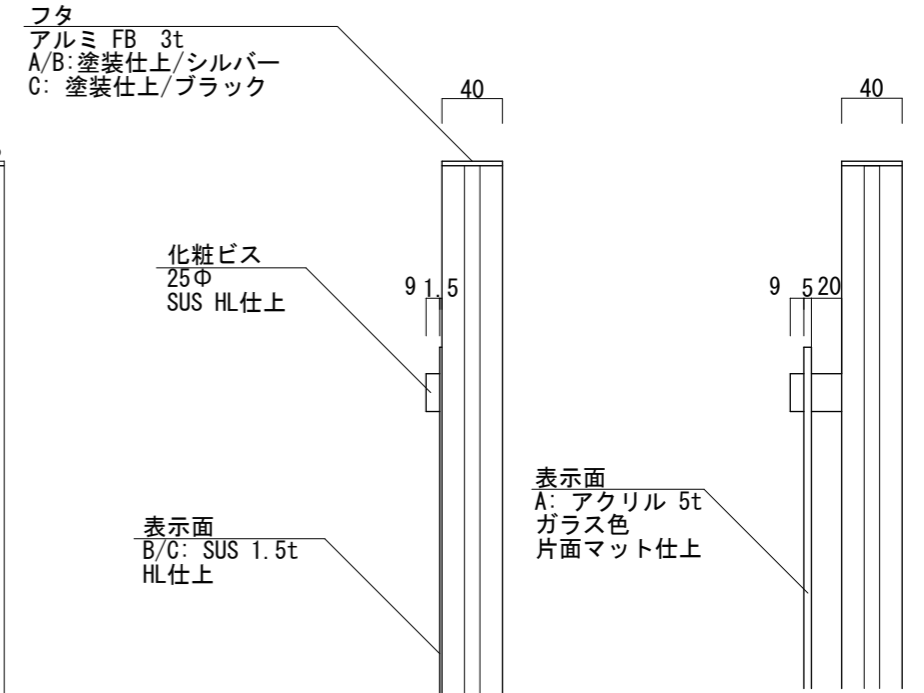 フタ
アルミ FB 3t
A/B:塗装仕上/シルバー
C: 塗装仕上/ブラック
40
40
化粧ビス
25Φ
SUS HL仕上
9 1.5
9 5 20
表示面
A: アクリル 5t
ガラス色
片面マット仕上
表示面
B/C: SUS 1.5t
HL仕上